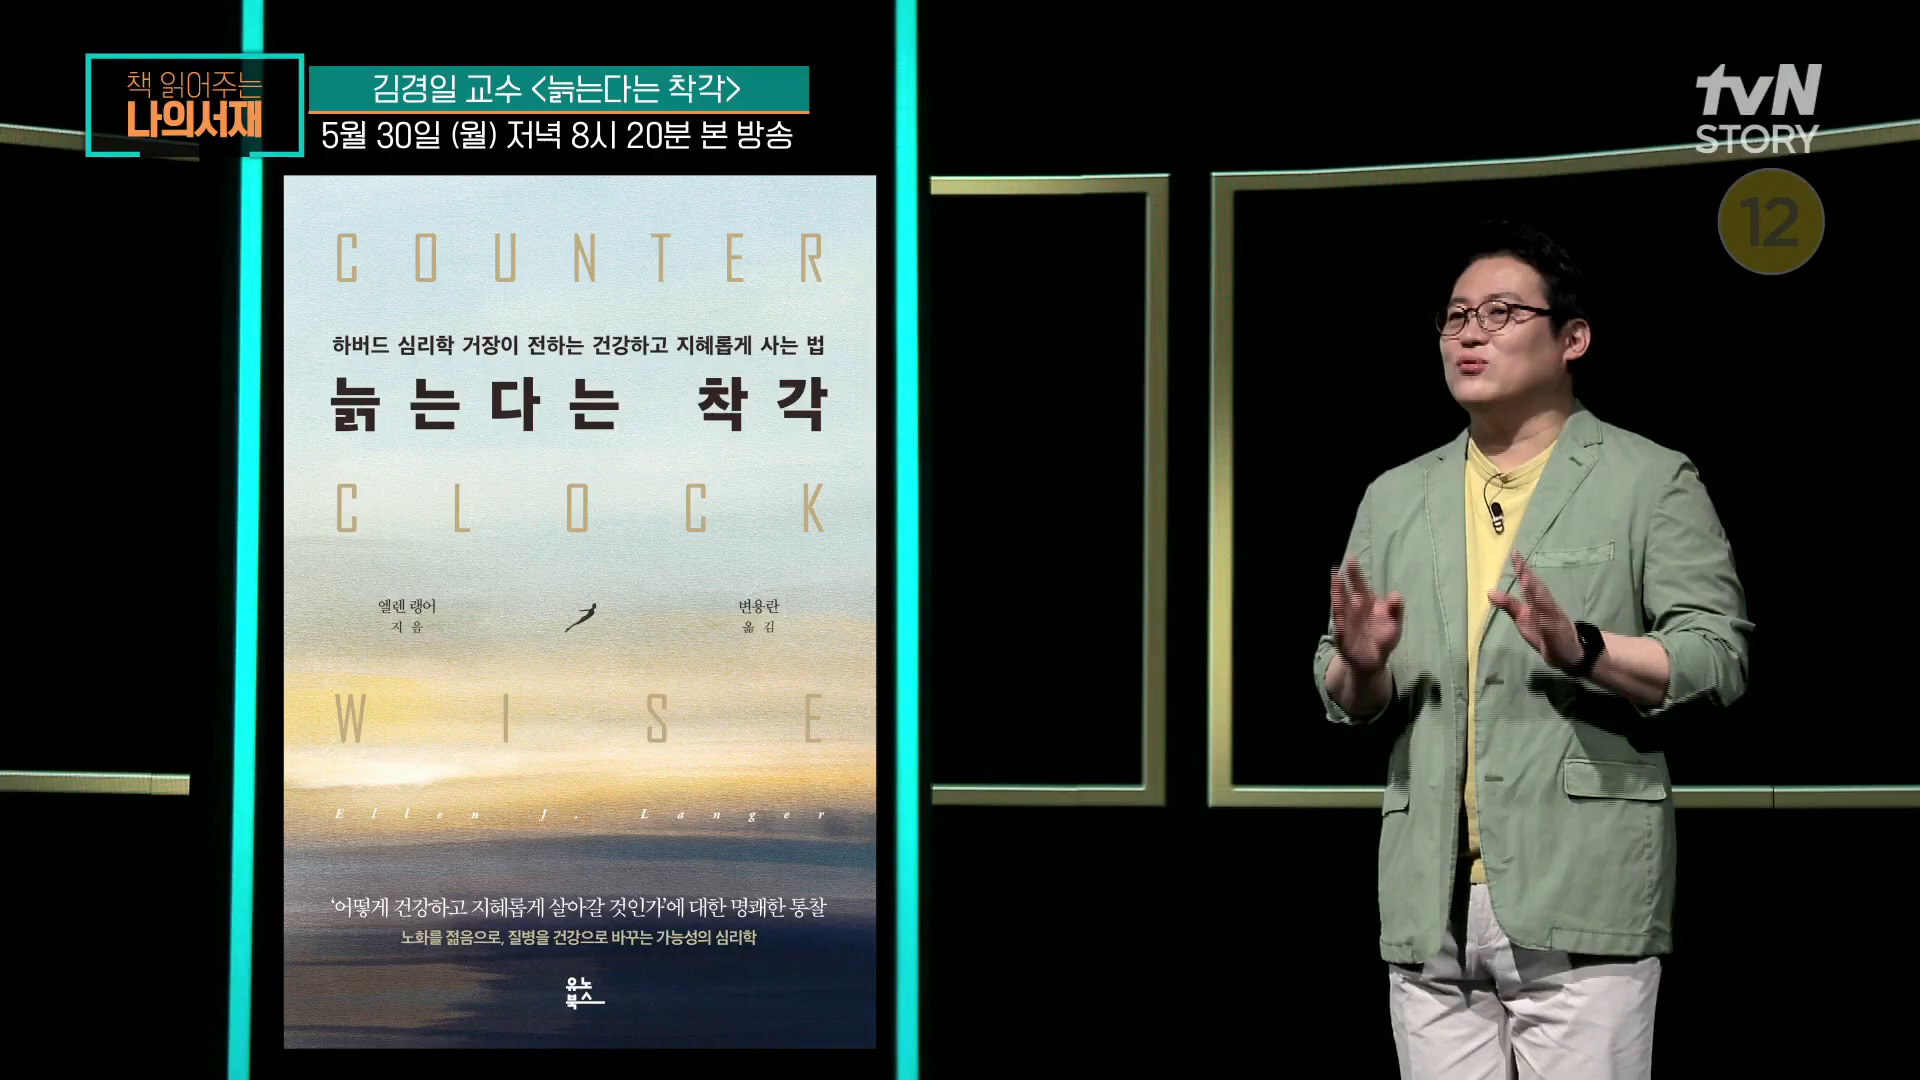 책 읽어주는
나의서재
김경일 교수 <늙는다는 착각>
5월 30일 (월) 저녁 8시 20분 본 방송
tvN
STORY
12
COUNTER
하버드 심리학 거장이 전하는 건강하고 지혜롭게 사는 법
늙는다는 착각
CLOCK
엘렌 랭어
지음
변용란
옮김
WISE
Ellen J. Langer
‘어떻게 건강하고 지혜롭게 살아갈 것인가’에 대한 명쾌한 통찰
노화를 젊음으로, 질병을 건강으로 바꾸는 가능성의 심리학
유노
북스